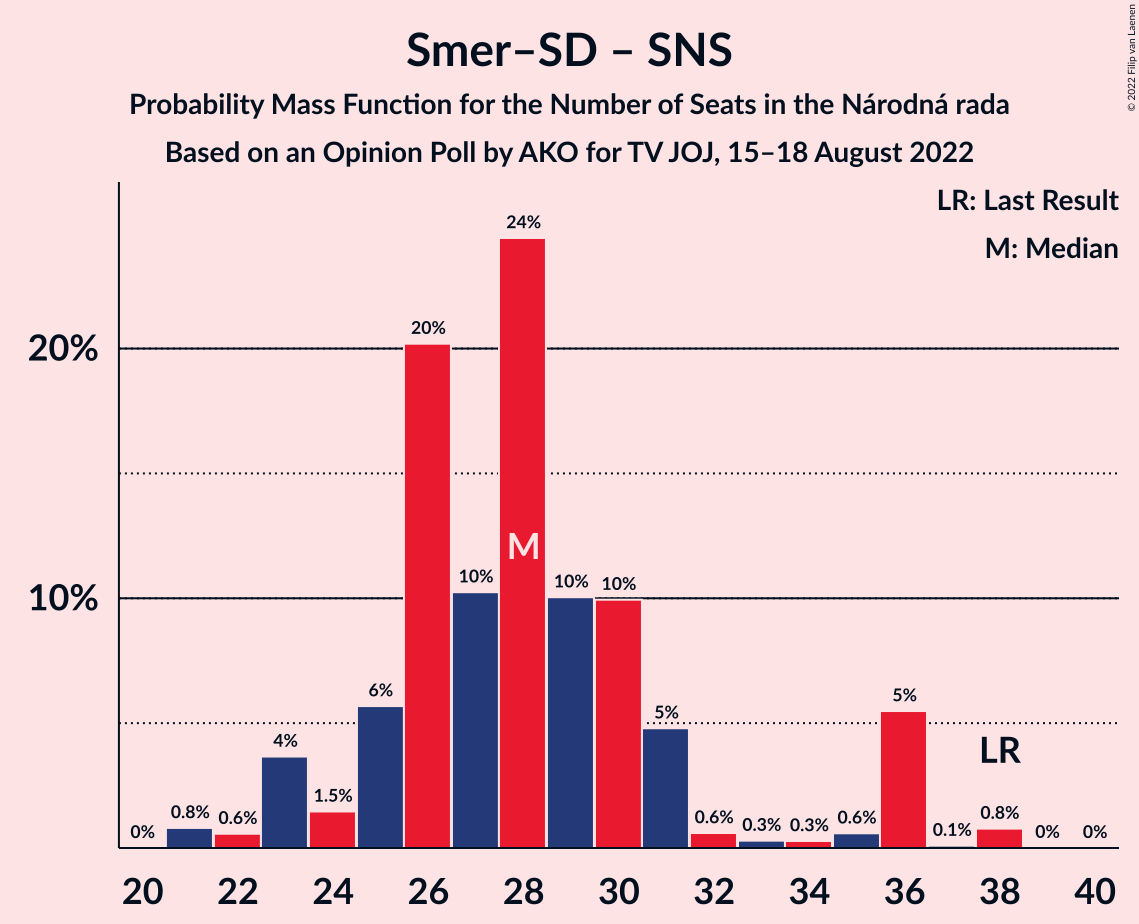 Smer–SD – SNS
Probability Mass Function for the Number of Seats in the Národná rada
Based on an Opinion Poll by AKO for TV JOJ, 15–18 August 2022
© 2022 Filip van Laenen
LR: Last Result
M: Median
20%
10%
0%
0.8%
0.6%
4%
1.5%
6%
20%
10%
24%
M
10%
10%
5%
0.6%
0.3%
0.3%
0.6%
5%
0.1%
LR
0.8%
0%
0%
20 22 24 26 28 30 32 34 36 38 40